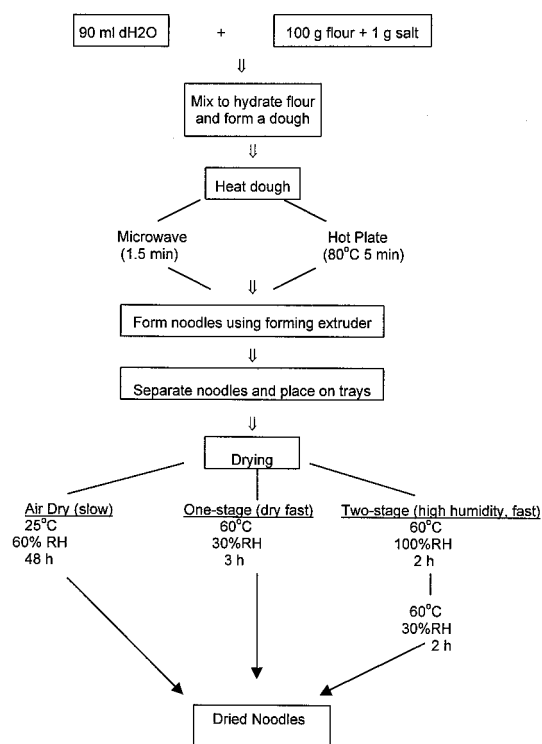 90 ml dH2O + 100 g flour + 1 g salt
⇓
Mix to hydrate flour
and form a dough
⇓
Heat dough
Microwave
(1.5 min)
Hot Plate
(80°C 5 min)
⇓
Form noodles using forming extruder
⇓
Separate noodles and place on trays
⇓
Drying
Air Dry (slow)
25°C
60% RH
48 h
One-stage (dry fast)
60°C
30%RH
3 h
Two-stage (high humidity, fast)
60°C
100%RH
2 h
60°C
30%RH
2 h
Dried Noodles